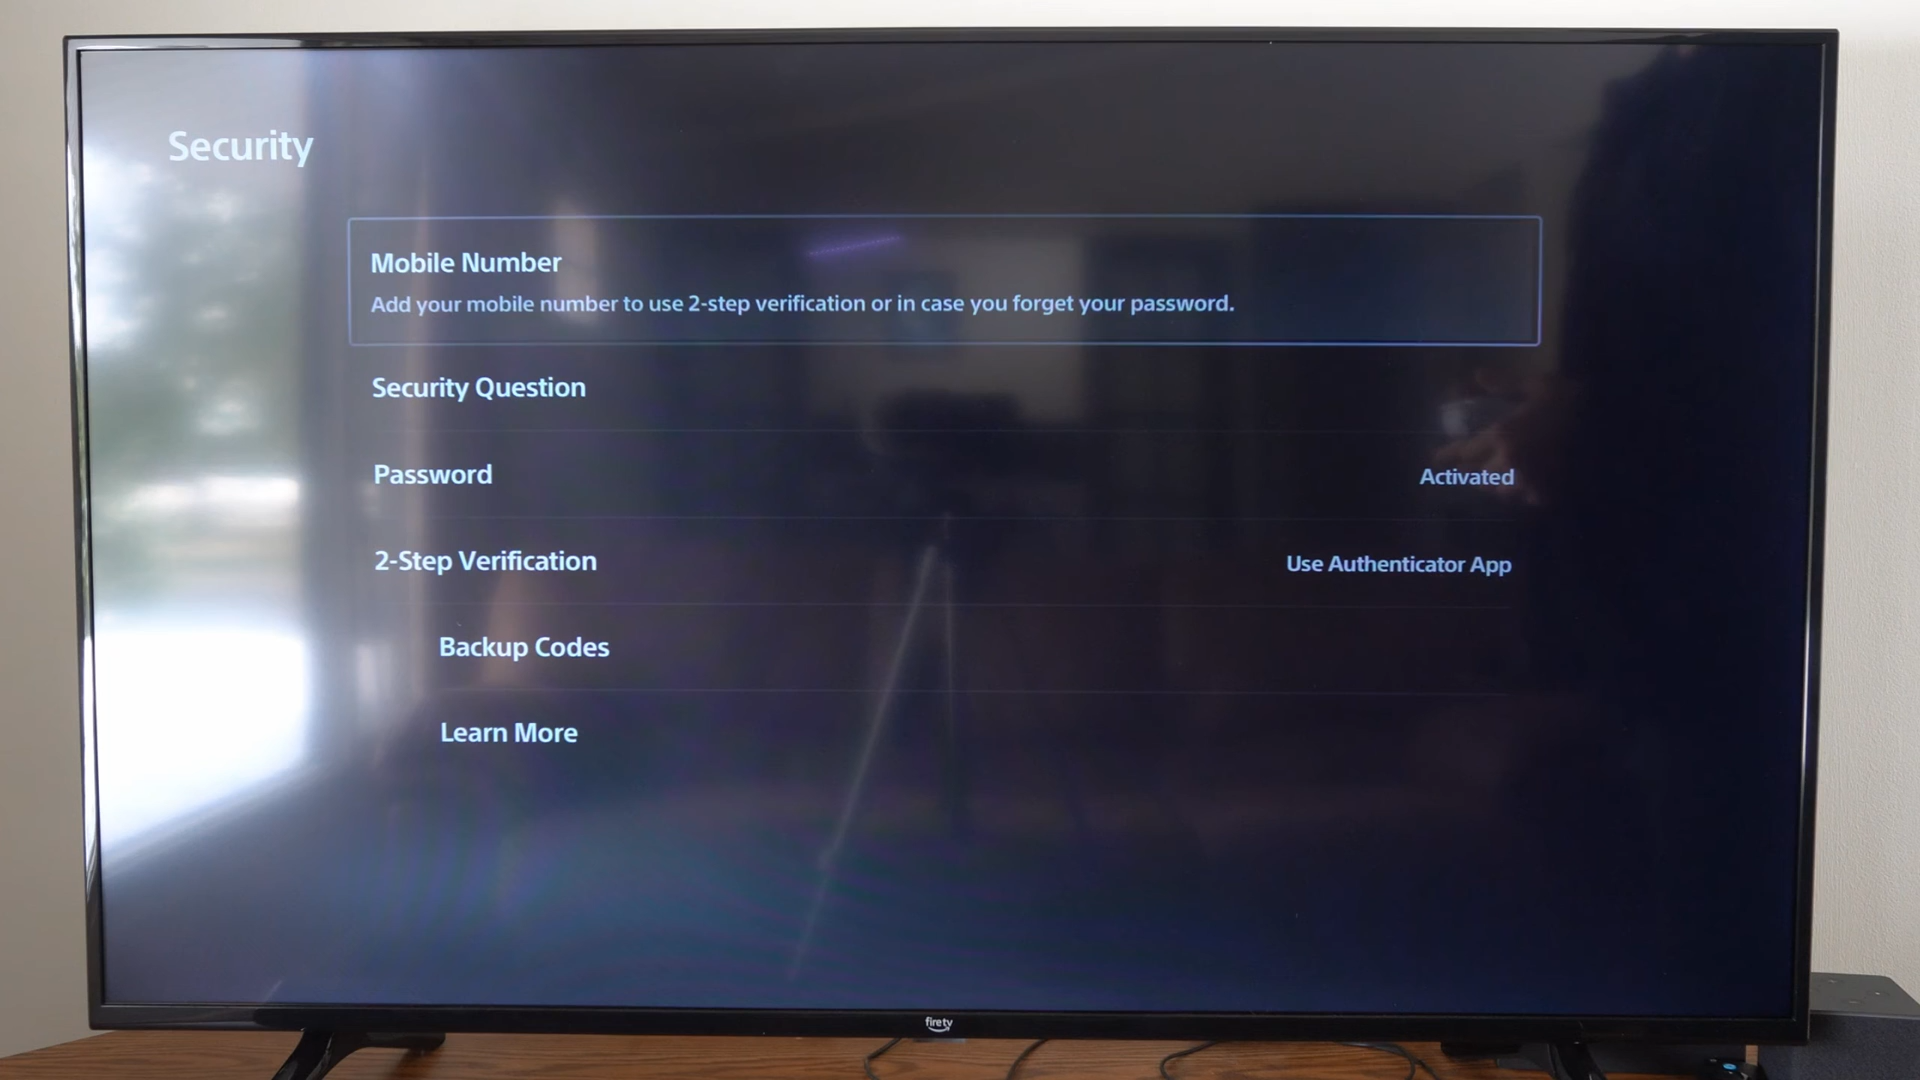 Security
Mobile Number
Add your mobile number to use 2-step verification or in case you forget your password.
Security Question
Password
Activated
2-Step Verification
Use Authenticator App
Backup Codes
Learn More
firetv